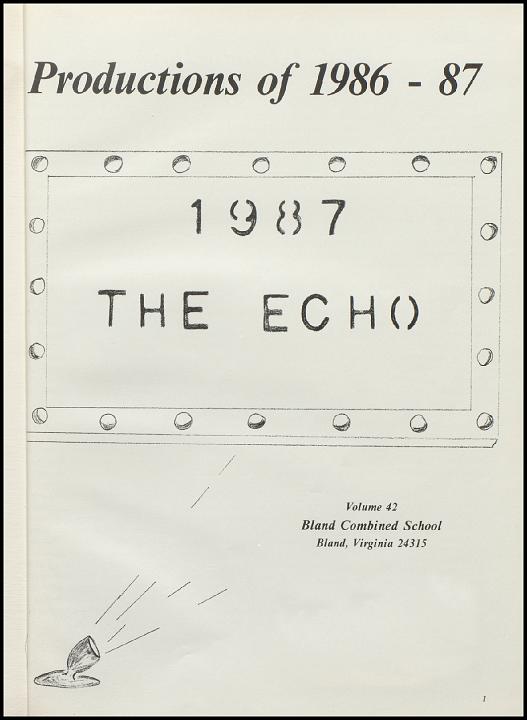 Productions of 1986 - 87
1987
THE ECHO
Volume 42
Bland Combined School
Bland, Virginia 24315
1